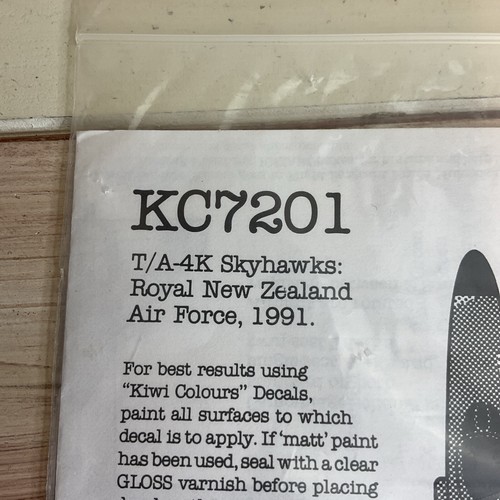 KC7201
T/A-4K Skyhawks:
Royal New Zealand
Air Force, 1991.
For best results using
“Kiwi Colours” Decals,
paint all surfaces to which
decal is to apply. If ‘matt’ paint
has been used, seal with a clear
GLOSS varnish before placing